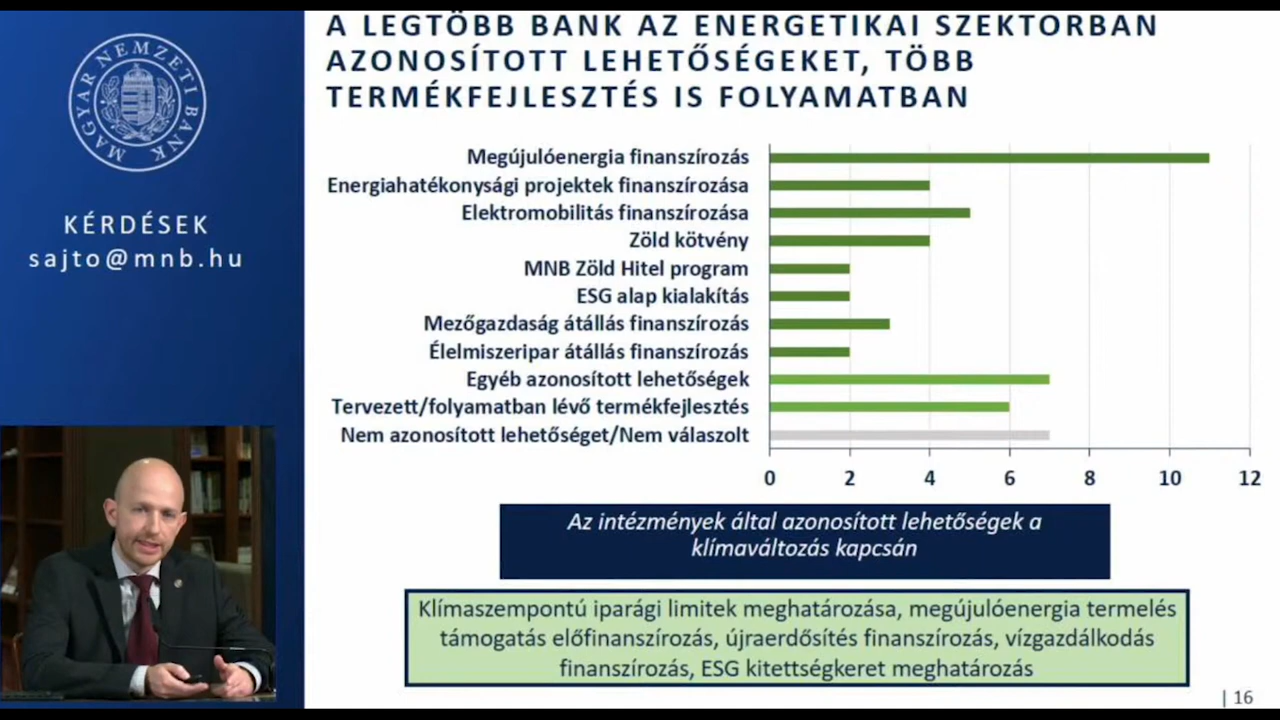 MAGYAR NEMZETI BANK
KÉRDÉSEK
sajto@mnb.hu
A LEGTÖBB BANK AZ ENERGETIKAI SZEKTORBAN
AZONOSÍTOTT LEHETŐSÉGEKET, TÖBB
TERMÉKFEJLESZTÉS IS FOLYAMATBAN
Megújulóenergia finanszírozás
Energiahatékonysági projektek finanszírozása
Elektromobilitás finanszírozása
Zöld kötvény
MNB Zöld Hitel program
ESG alap kialakítás
Mezőgazdaság átállás finanszírozás
Élelmiszeripar átállás finanszírozás
Egyéb azonosított lehetőségek
Tervezett/folyamatban lévő termékfejlesztés
Nem azonosított lehetőséget/Nem válaszolt
0 2 4 6 8 10 12
Az intézmények által azonosított lehetőségek a
klímaváltozás kapcsán
Klímaszempontú iparági limitek meghatározása, megújulóenergia termelés
támogatás előfinanszírozás, újraerdősítés finanszírozás, vízgazdálkodás
finanszírozás, ESG kitettségkeret meghatározás
| 16